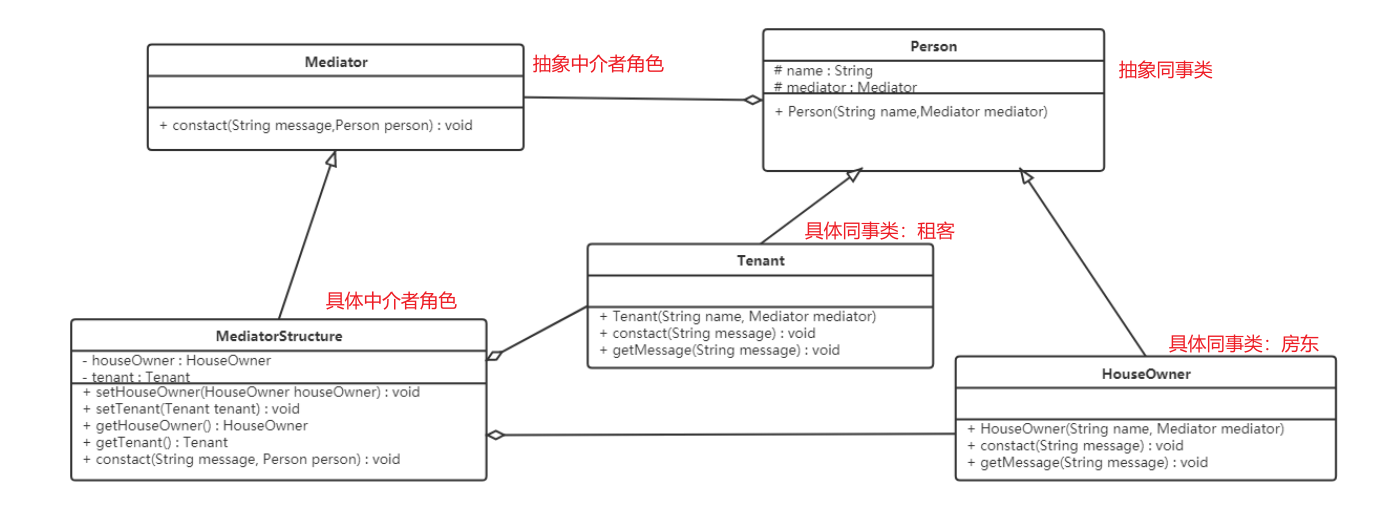 Mediator
+ constact(String message,Person person) : void
抽象中介者角色
Person
# name : String
# mediator : Mediator
+ Person(String name,Mediator mediator)
抽象同事类
具体同事类：租客
Tenant
+ Tenant(String name, Mediator mediator)
+ constact(String message) : void
+ getMessage(String message) : void
具体中介者角色
MediatorStructure
- houseOwner : HouseOwner
- tenant : Tenant
+ setHouseOwner(HouseOwner houseOwner) : void
+ setTenant(Tenant tenant) : void
+ getHouseOwner() : HouseOwner
+ getTenant() : Tenant
+ constact(String message, Person person) : void
具体同事类：房东
HouseOwner
+ HouseOwner(String name, Mediator mediator)
+ constact(String message) : void
+ getMessage(String message) : void